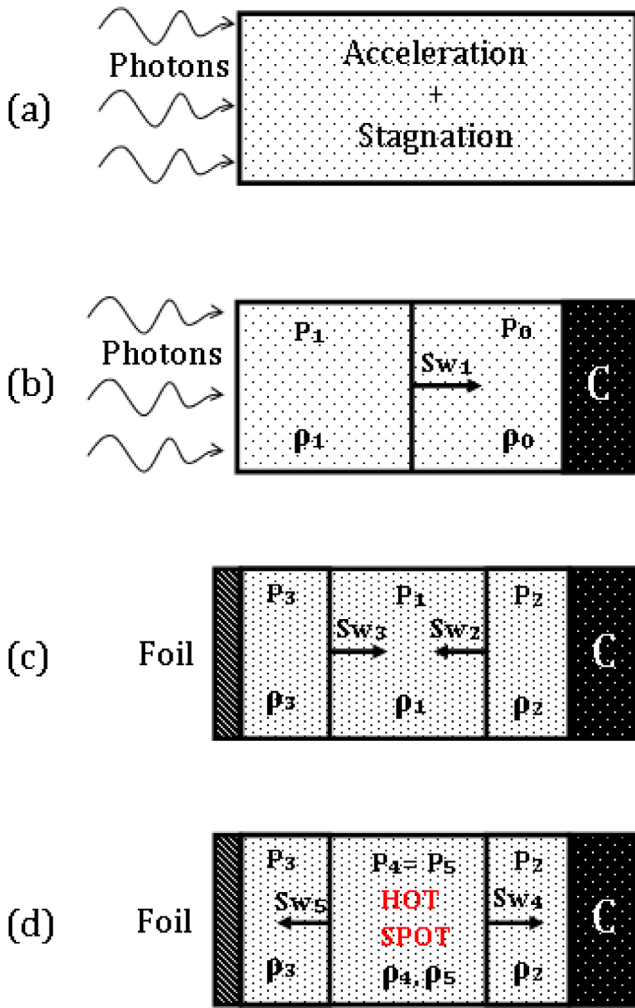 (a)
Photons
Acceleration
+
Stagnation
(b)
Photons
P₁
P₀
Sw₁
ρ₁
ρ₀
C
(c)
Foil
P₃
P₁
P₂
Sw₃
Sw₂
ρ₃
ρ₁
ρ₂
C
(d)
Foil
P₃
P₄= P₅
P₂
Sw₅
HOT
SPOT
Sw₄
ρ₃
ρ₄, ρ₅
ρ₂
C